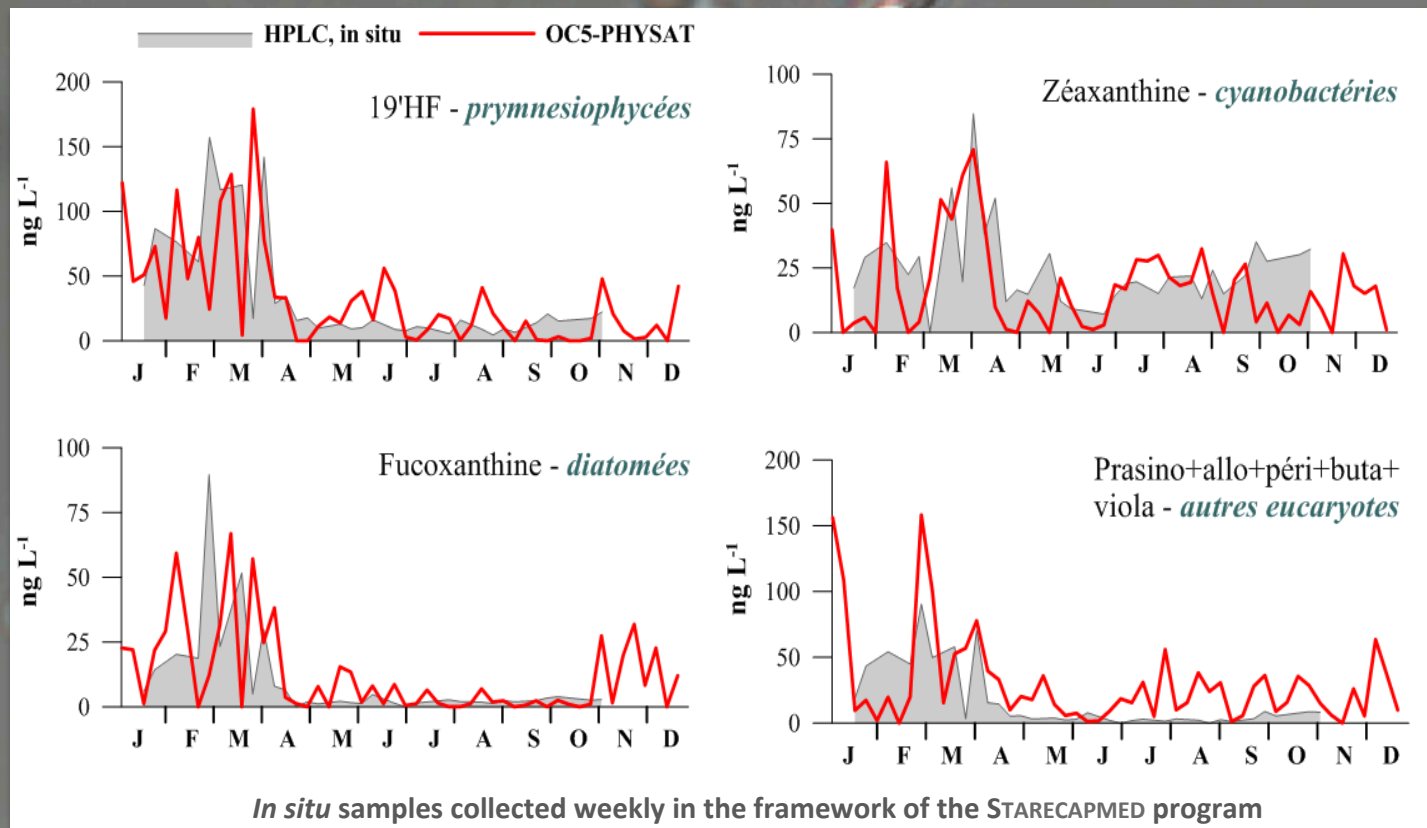 HPLC, in situ OC5-PHYSAT
200
150
100
50
0
ng L⁻¹
19'HF - prymnesiophycées
J F M A M J J A S O N D
100
75
50
25
0
ng L⁻¹
Zéaxanthine - cyanobactéries
J F M A M J J A S O N D
100
75
50
25
0
ng L⁻¹
Fucoxanthine - diatomées
J F M A M J J A S O N D
200
150
100
50
0
ng L⁻¹
Prasino+allo+péri+buta+
viola - autres eucaryotes
J F M A M J J A S O N D
In situ samples collected weekly in the framework of the STARECAPMED program